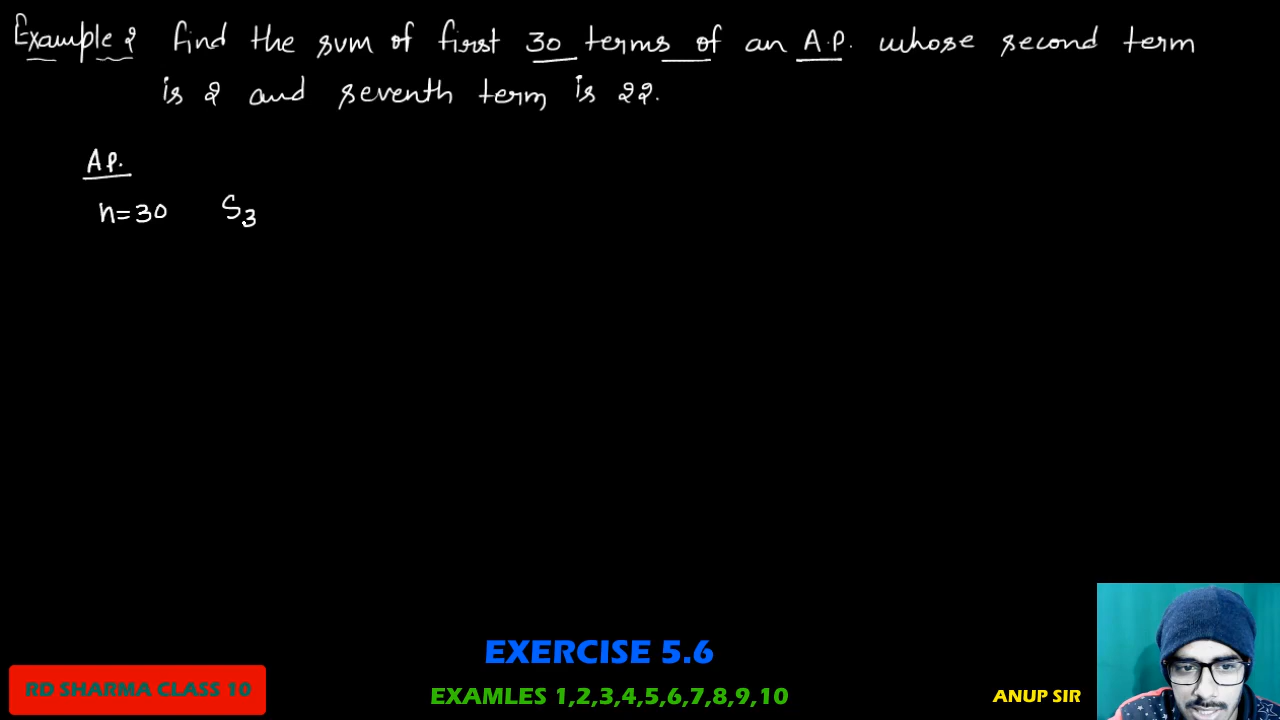 Example 2 find the sum of first 30 terms of an A.P. whose second term
is 2 and seventh term is 22.
A.P.
n=30 S3
EXERCISE 5.6
RD SHARMA CLASS 10
EXAMLES 1,2,3,4,5,6,7,8,9,10
ANUP SIR